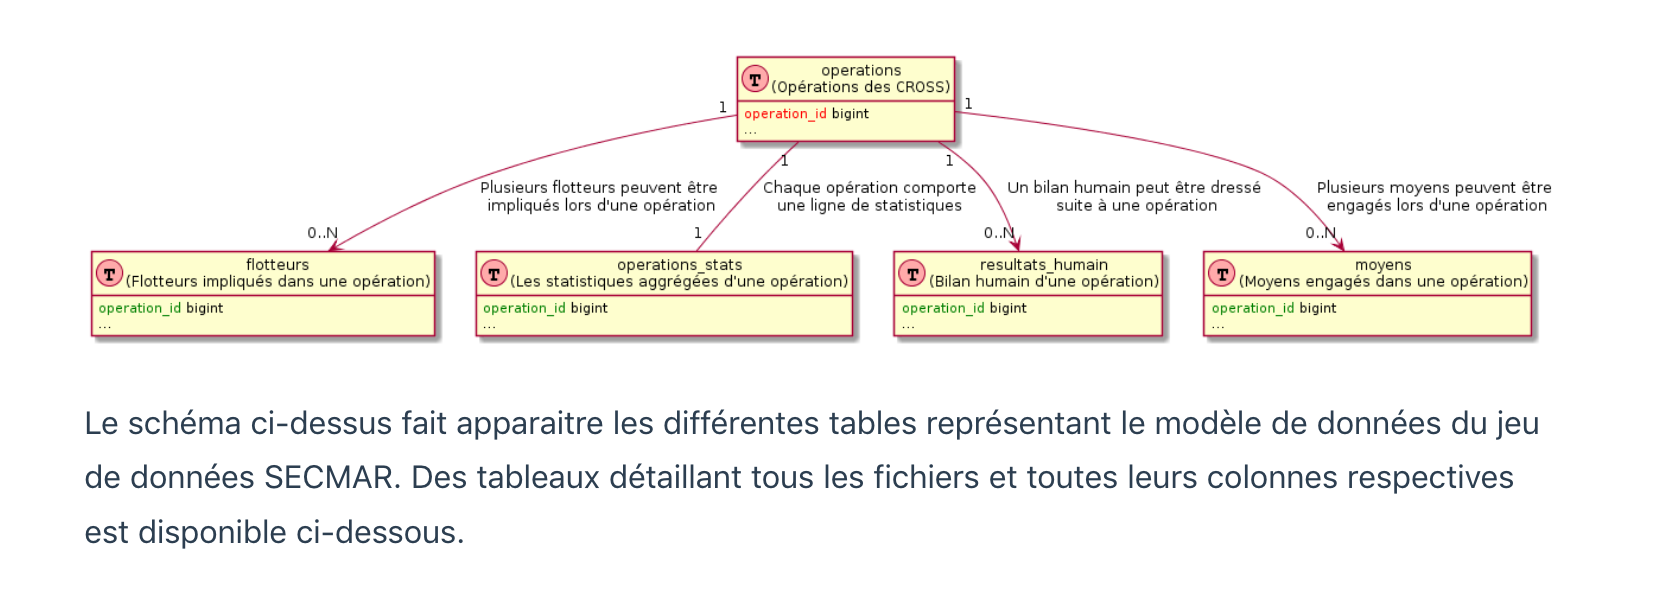 T
operations
(Opérations des CROSS)
operation_id bigint
...
1
1
1
1
Plusieurs flotteurs peuvent être
impliqués lors d'une opération
Chaque opération comporte
une ligne de statistiques
Un bilan humain peut être dressé
suite à une opération
Plusieurs moyens peuvent être
engagés lors d'une opération
0..N
1
0..N
0..N
T
flotteurs
(Flotteurs impliqués dans une opération)
operation_id bigint
...
T
operations_stats
(Les statistiques aggrégées d'une opération)
operation_id bigint
...
T
resultats_humain
(Bilan humain d'une opération)
operation_id bigint
...
T
moyens
(Moyens engagés dans une opération)
operation_id bigint
...
Le schéma ci-dessus fait apparaitre les différentes tables représentant le modèle de données du jeu
de données SECMAR. Des tableaux détaillant tous les fichiers et toutes leurs colonnes respectives
est disponible ci-dessous.